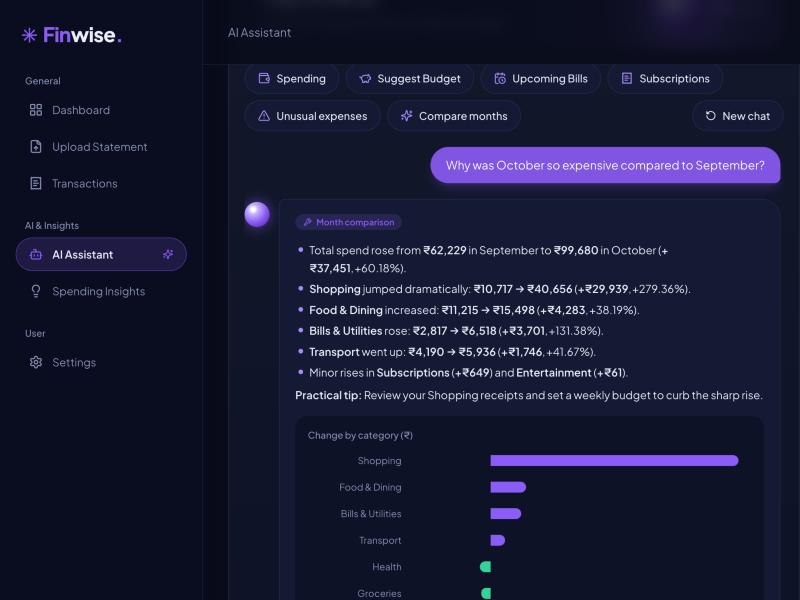 Finwise.
AI Assistant
General
Dashboard
Upload Statement
Transactions
AI & Insights
AI Assistant
Spending Insights
User
Settings
Spending
Suggest Budget
Upcoming Bills
Subscriptions
Unusual expenses
Compare months
New chat
Why was October so expensive compared to September?
Month comparison
Total spend rose from ₹62,229 in September to ₹99,680 in October (+
₹37,451, +60.18%).
Shopping jumped dramatically: ₹10,717 → ₹40,656 (+₹29,939, +279.36%).
Food & Dining increased: ₹11,215 → ₹15,498 (+₹4,283, +38.19%).
Bills & Utilities rose: ₹2,817 → ₹6,518 (+₹3,701, +131.38%).
Transport went up: ₹4,190 → ₹5,936 (+₹1,746, +41.67%).
Minor rises in Subscriptions (+₹649) and Entertainment (+₹61).
Practical tip: Review your Shopping receipts and set a weekly budget to curb the sharp rise.
Change by category (₹)
Shopping
Food & Dining
Bills & Utilities
Transport
Health
Groceries